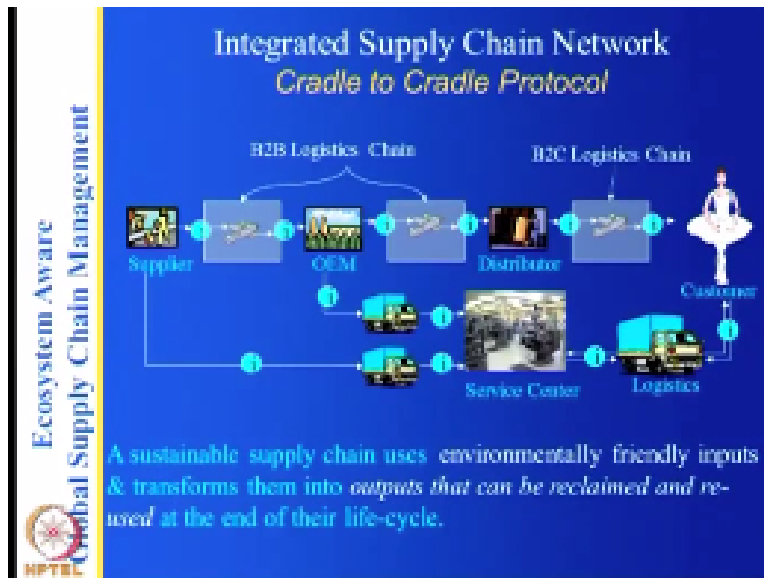 Integrated Supply Chain Network
Cradle to Cradle Protocol
B2B Logistics Chain
B2C Logistics Chain
i i i i i i
Supplier
OEM
Distributor
Customer
i i i
i i i
Service Center
Logistics
A sustainable supply chain uses environmentally friendly inputs
& transforms them into outputs that can be reclaimed and re-
used at the end of their life-cycle.
Ecosystem Aware
Global Supply Chain Management
NPTEL